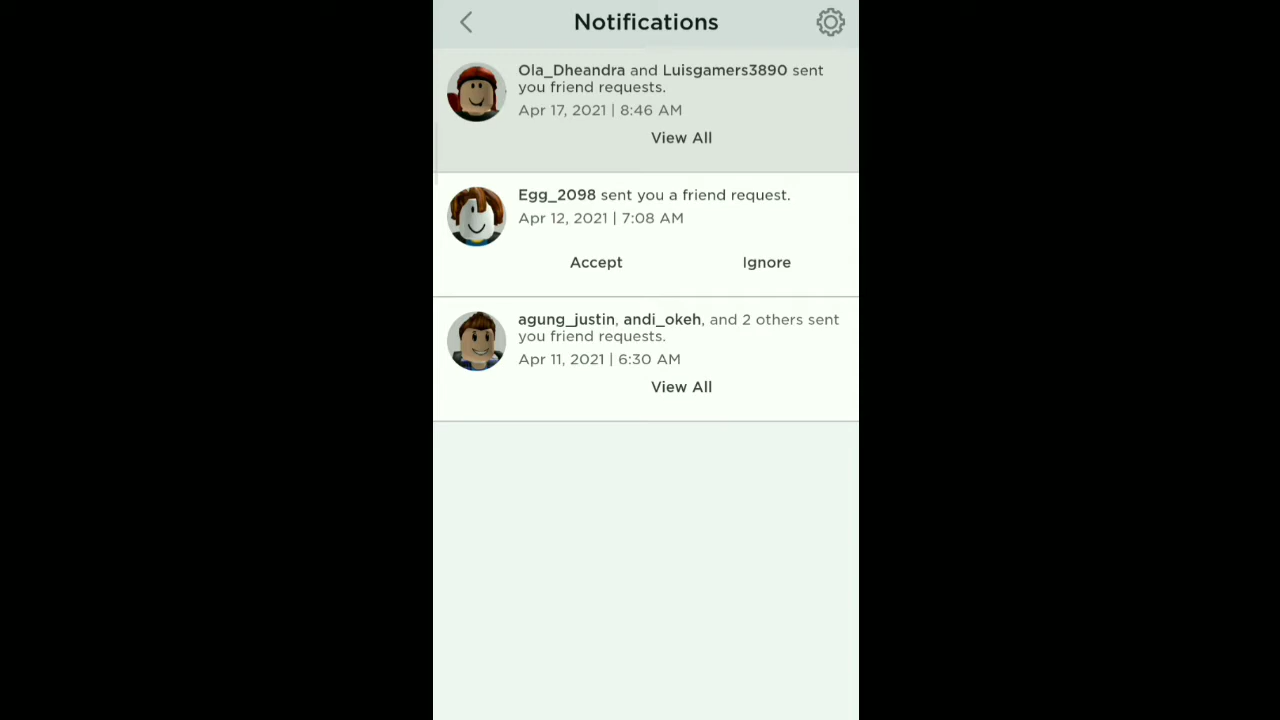 Notifications
Ola_Dheandra and Luisgamers3890 sent
you friend requests.
Apr 17, 2021 | 8:46 AM
View All
Egg_2098 sent you a friend request.
Apr 12, 2021 | 7:08 AM
Accept Ignore
agung_justin, andi_okeh, and 2 others sent
you friend requests.
Apr 11, 2021 | 6:30 AM
View All